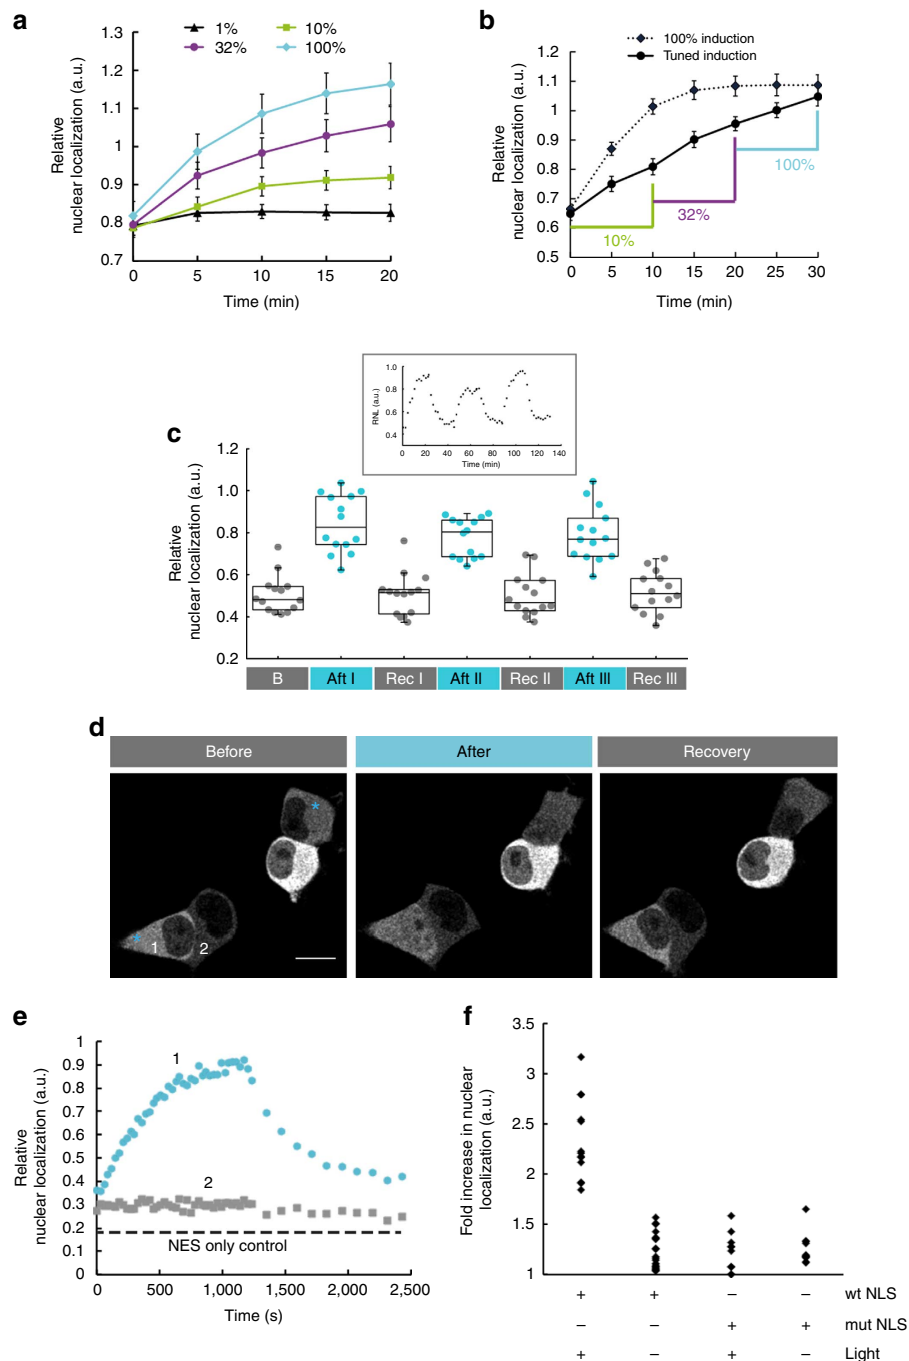 a
1%
10%
32%
100%
1.3
1.2
1.1
1
0.9
0.8
0.7
0
5
10
15
20
Relative
nuclear localization (a.u.)
Time (min)
b
100% induction
Tuned induction
1.2
1.1
1
0.9
0.8
0.7
0.6
0.5
0
5
10
15
20
25
30
10%
32%
100%
Relative
nuclear localization (a.u.)
Time (min)
c
1.0
0.8
0.6
0.4
0
20
40
60
80
100
120
140
RNL (a.u.)
Time (min)
1.2
1.0
0.8
0.6
0.4
0.2
Relative
nuclear localization (a.u.)
B
Aft I
Rec I
Aft II
Rec II
Aft III
Rec III
d
Before
After
Recovery
*
*
1
2
e
1
0.9
0.8
0.7
0.6
0.5
0.4
0.3
0.2
0.1
0
1
2
NES only control
0
500
1,000
1,500
2,000
2,500
Relative
nuclear localization (a.u.)
Time (s)
f
3.5
3
2.5
2
1.5
1
Fold increase in nuclear
localization (a.u.)
+ + – – wt NLS
– – + + mut NLS
+ – + – Light